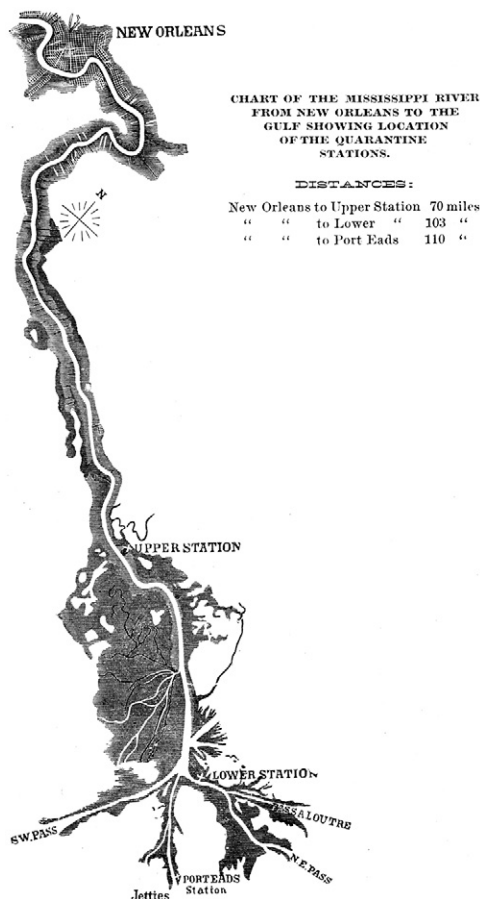 NEW ORLEANS
CHART OF THE MISSISSIPPI RIVER
FROM NEW ORLEANS TO THE
GULF SHOWING LOCATION
OF THE QUARANTINE
STATIONS.
DISTANCES:
New Orleans to Upper Station 70 miles
“ “ to Lower “ 103 “
“ “ to Port Eads 110 “
N
UPPER STATION
LOWER STATION
PASS A LOUTRE
S.W. PASS
N.E. PASS
PORT EADS
Station
Jetties